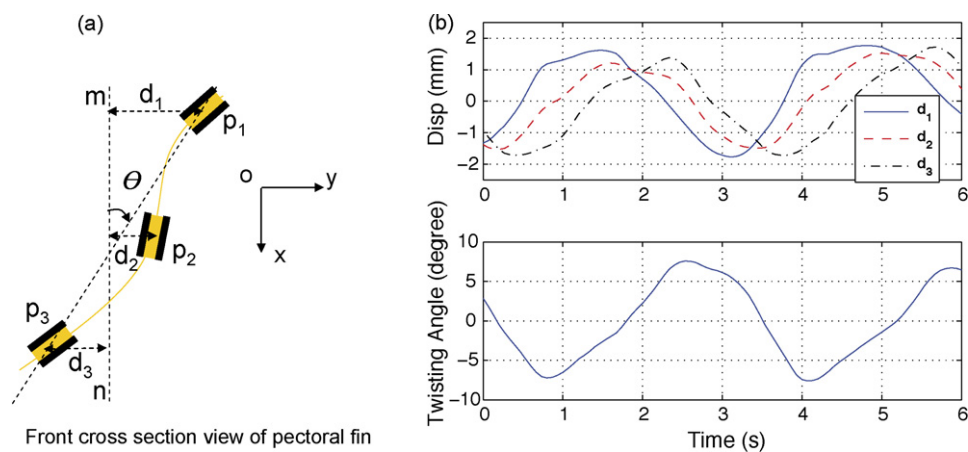 (a)
m
d1
p1
θ
o
y
x
d2
p2
p3
d3
n
Front cross section view of pectoral fin
(b)
Disp (mm)
2
1
0
−1
−2
d1
d2
d3
0 1 2 3 4 5 6
Twisting Angle (degree)
10
5
0
−5
−10
0 1 2 3 4 5 6
Time (s)